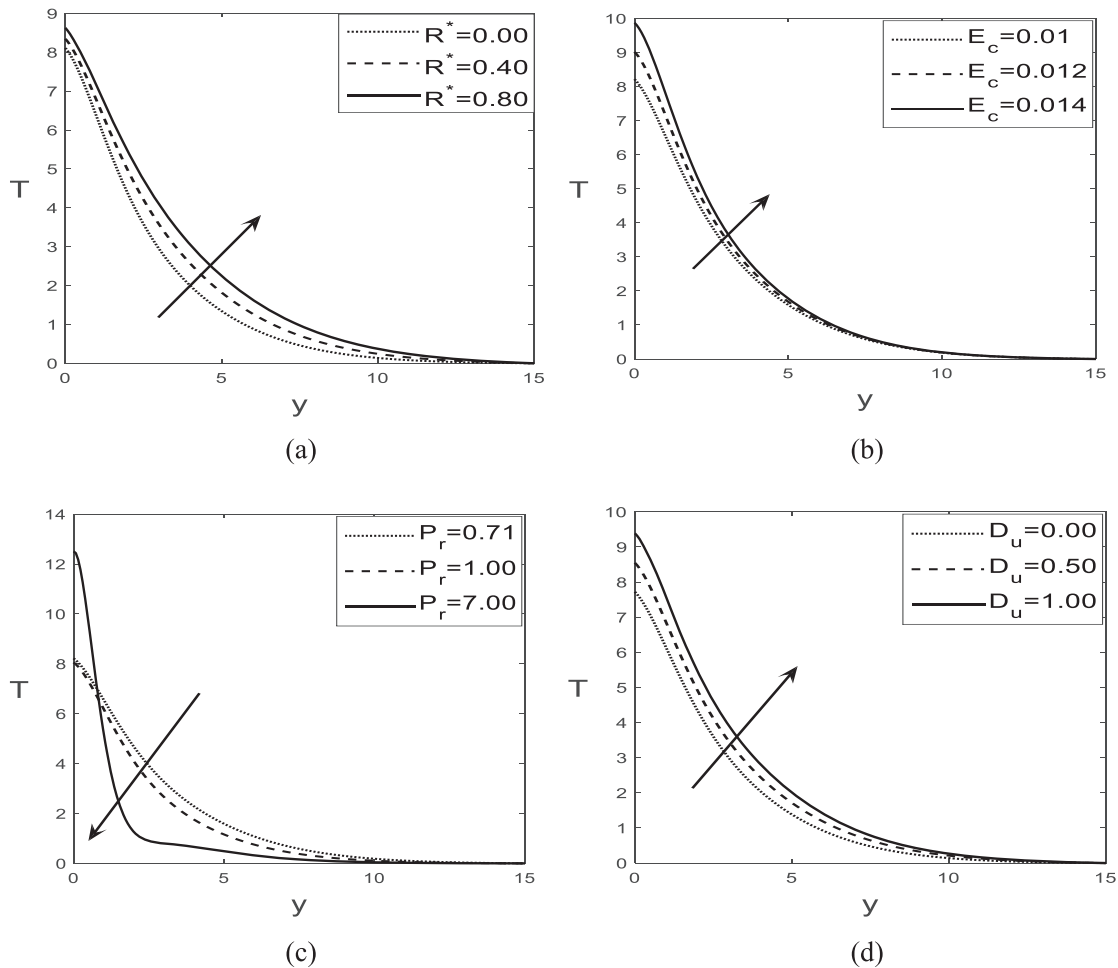 9
8
7
6
5
4
3
2
1
0
T
0 5 10 15
y
R*=0.00
R*=0.40
R*=0.80
(a)
10
9
8
7
6
5
4
3
2
1
0
T
0 5 10 15
y
E_c=0.01
E_c=0.012
E_c=0.014
(b)
14
12
10
8
6
4
2
0
T
0 5 10 15
y
P_r=0.71
P_r=1.00
P_r=7.00
(c)
10
9
8
7
6
5
4
3
2
1
0
T
0 5 10 15
y
D_u=0.00
D_u=0.50
D_u=1.00
(d)